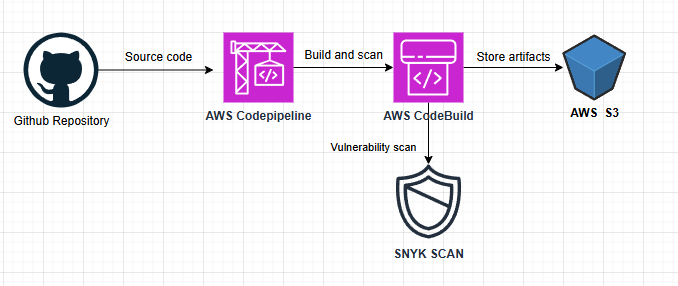 Source code
Build and scan
Store artifacts
Github Repository
AWS Codepipeline
AWS CodeBuild
AWS S3
Vulnerability scan
SNYK SCAN